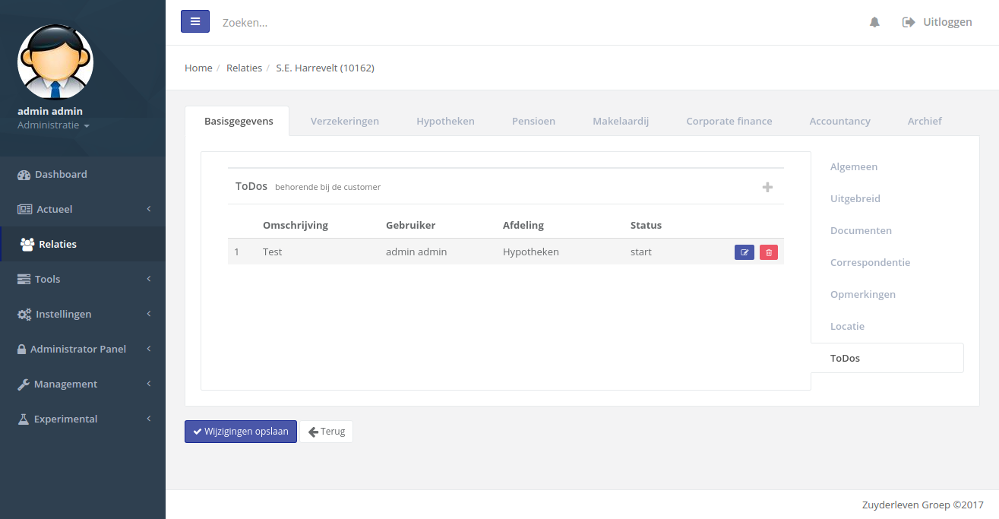 Zoeken...
Uitloggen
admin admin
Administratie
Dashboard
Actueel
Relaties
Tools
Instellingen
Administrator Panel
Management
Experimental
Home / Relaties / S.E. Harrevelt (10162)
Basisgegevens Verzekeringen Hypotheken Pensioen Makelaardij Corporate finance Accountancy Archief
ToDos behorende bij de customer
Omschrijving Gebruiker Afdeling Status
1 Test admin admin Hypotheken start
Algemeen
Uitgebreid
Documenten
Correspondentie
Opmerkingen
Locatie
ToDos
Wijzigingen opslaan Terug
Zuyderleven Groep ©2017